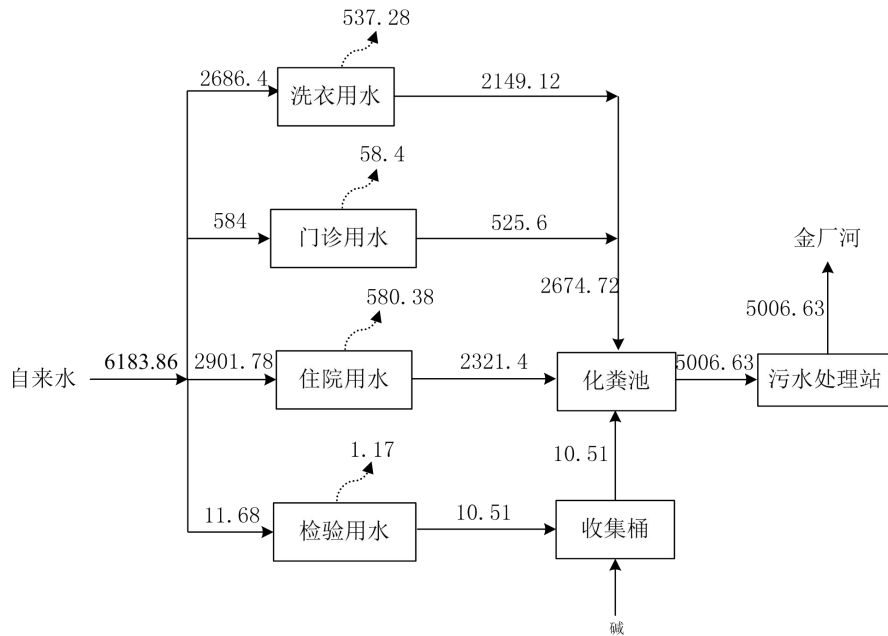 537.28
2686.4
洗衣用水
2149.12
58.4
584
门诊用水
525.6
金厂河
2674.72
580.38
5006.63
自来水
6183.86
2901.78
住院用水
2321.4
化粪池
5006.63
污水处理站
1.17
10.51
11.68
检验用水
10.51
收集桶
碱